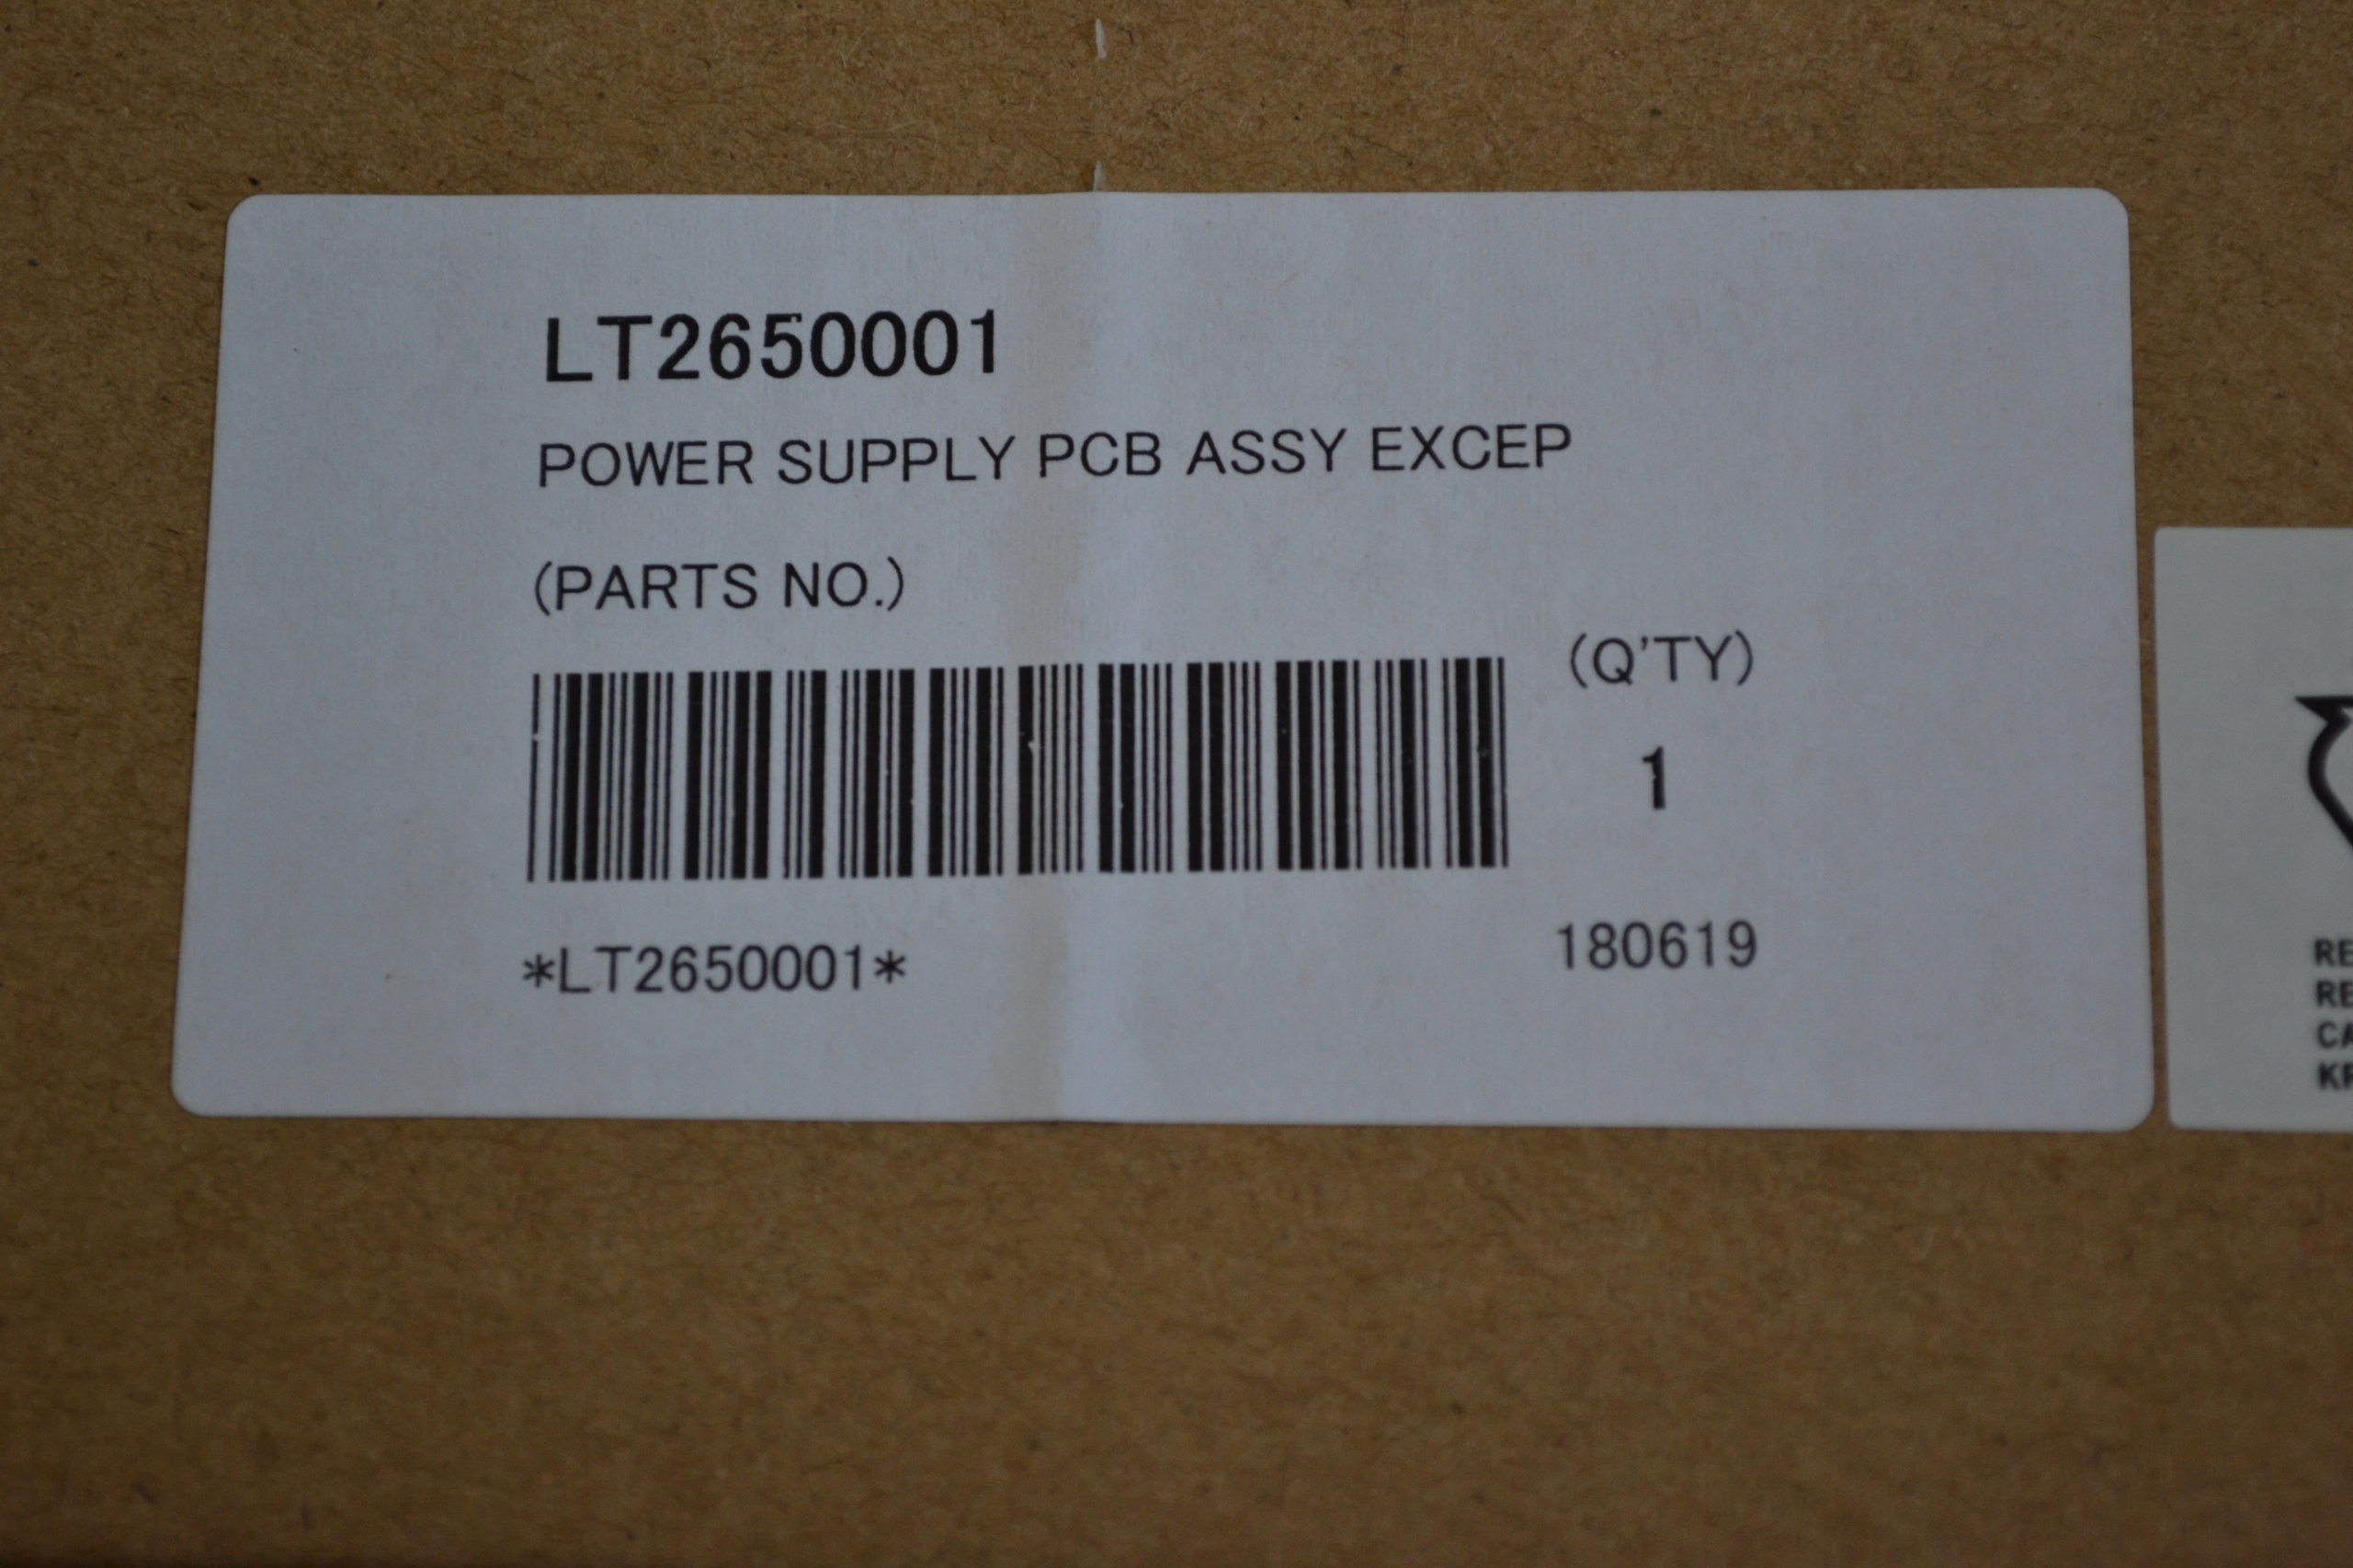 LT2650001
POWER SUPPLY PCB ASSY EXCEP
(PARTS NO.)
(Q'TY)
1
*LT2650001*
180619